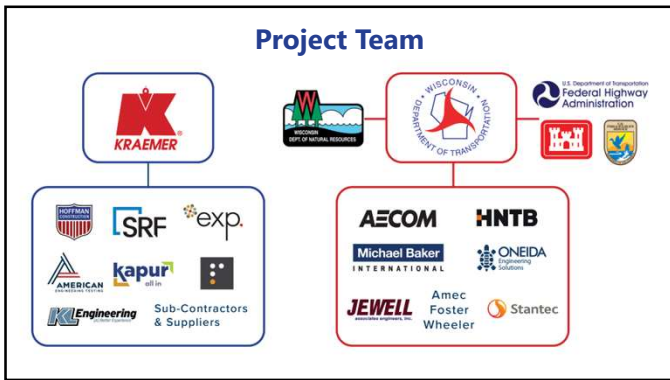 Project Team
KRAEMER
WISCONSIN
DEPT. OF NATURAL RESOURCES
WISCONSIN
DEPARTMENT OF TRANSPORTATION
U.S. Department of Transportation
Federal Highway
Administration
HOFFMAN
CONSTRUCTION
SRF
exp.
AMERICAN
ENGINEERING TESTING
kapur
all in
KL Engineering
Sub-Contractors
& Suppliers
AECOM
HNTB
Michael Baker
INTERNATIONAL
ONEIDA
Engineering
Solutions
JEWELL
associates engineers, inc.
Amec
Foster
Wheeler
Stantec